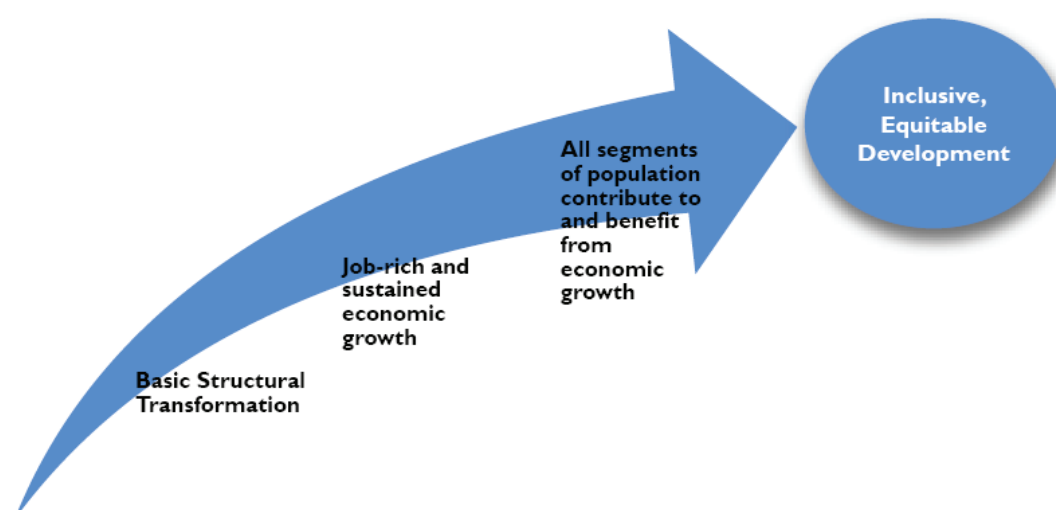 Inclusive,
Equitable
Development
All segments
of population
contribute to
and benefit
from
economic
growth
Job-rich and
sustained
economic
growth
Basic Structural
Transformation